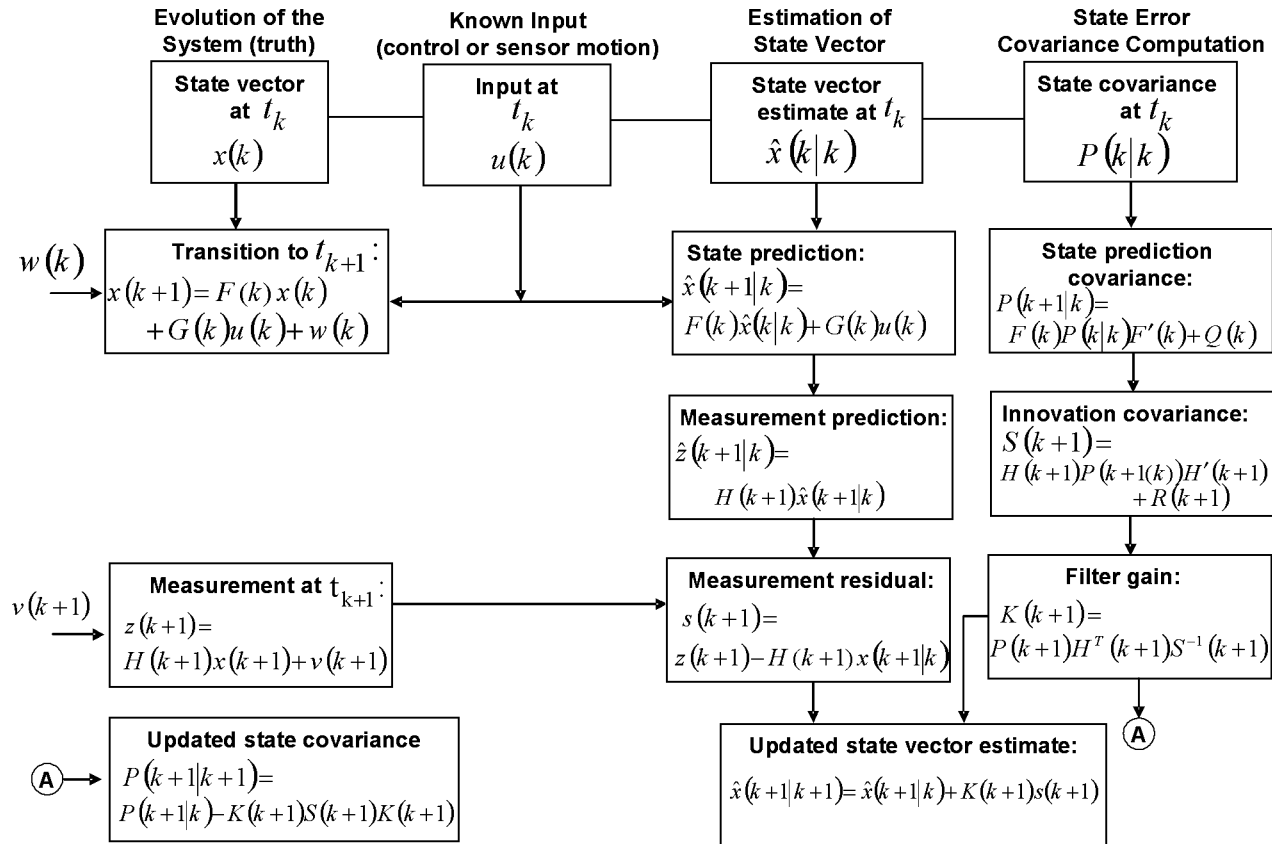 Evolution of the
System (truth)
Known Input
(control or sensor motion)
Estimation of
State Vector
State Error
Covariance Computation
State vector
at t_k
x(k)
Input at
t_k
u(k)
State vector
estimate at t_k
x̂(k|k)
State covariance
at t_k
P(k|k)
w(k)
Transition to t_{k+1}:
x(k+1)=F(k)x(k)
+G(k)u(k)+w(k)
State prediction:
x̂(k+1|k)=
F(k)x̂(k|k)+G(k)u(k)
State prediction
covariance:
P(k+1|k)=
F(k)P(k|k)F'(k)+Q(k)
Measurement prediction:
ẑ(k+1|k)=
H(k+1)x̂(k+1|k)
Innovation covariance:
S(k+1)=
H(k+1)P(k+1(k))H'(k+1)
+R(k+1)
v(k+1)
Measurement at t_{k+1}:
z(k+1)=
H(k+1)x(k+1)+v(k+1)
Measurement residual:
s(k+1)=
z(k+1)-H(k+1)x(k+1|k)
Filter gain:
K(k+1)=
P(k+1)H^T(k+1)S^{-1}(k+1)
A
A
Updated state covariance
P(k+1|k+1)=
P(k+1|k)-K(k+1)S(k+1)K(k+1)
Updated state vector estimate:
x̂(k+1|k+1)=x̂(k+1|k)+K(k+1)s(k+1)